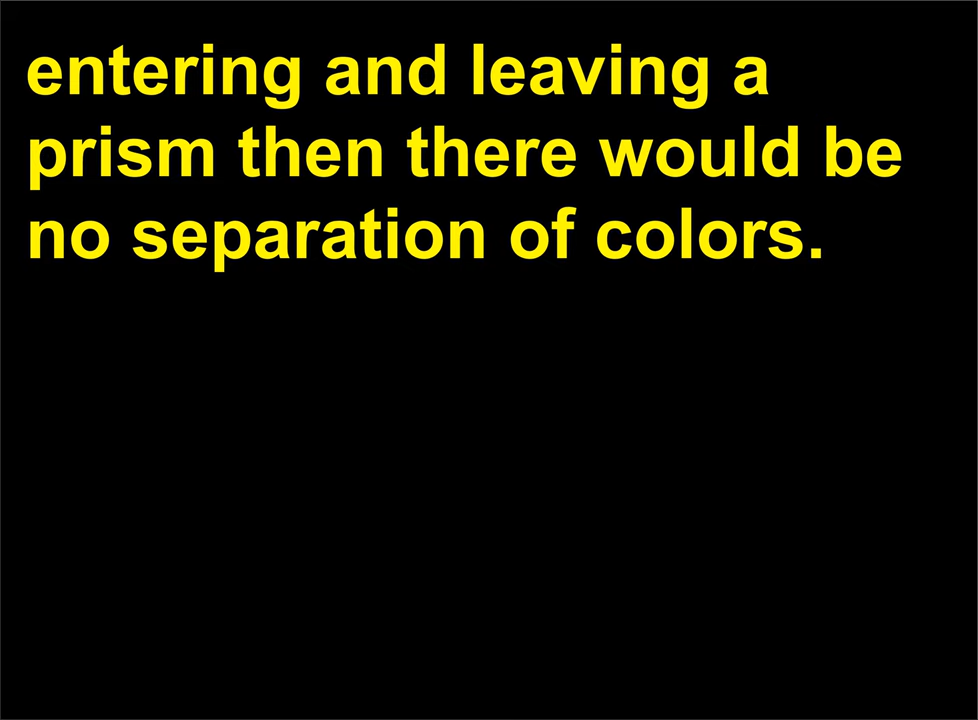 entering and leaving a
prism then there would be
no separation of colors.